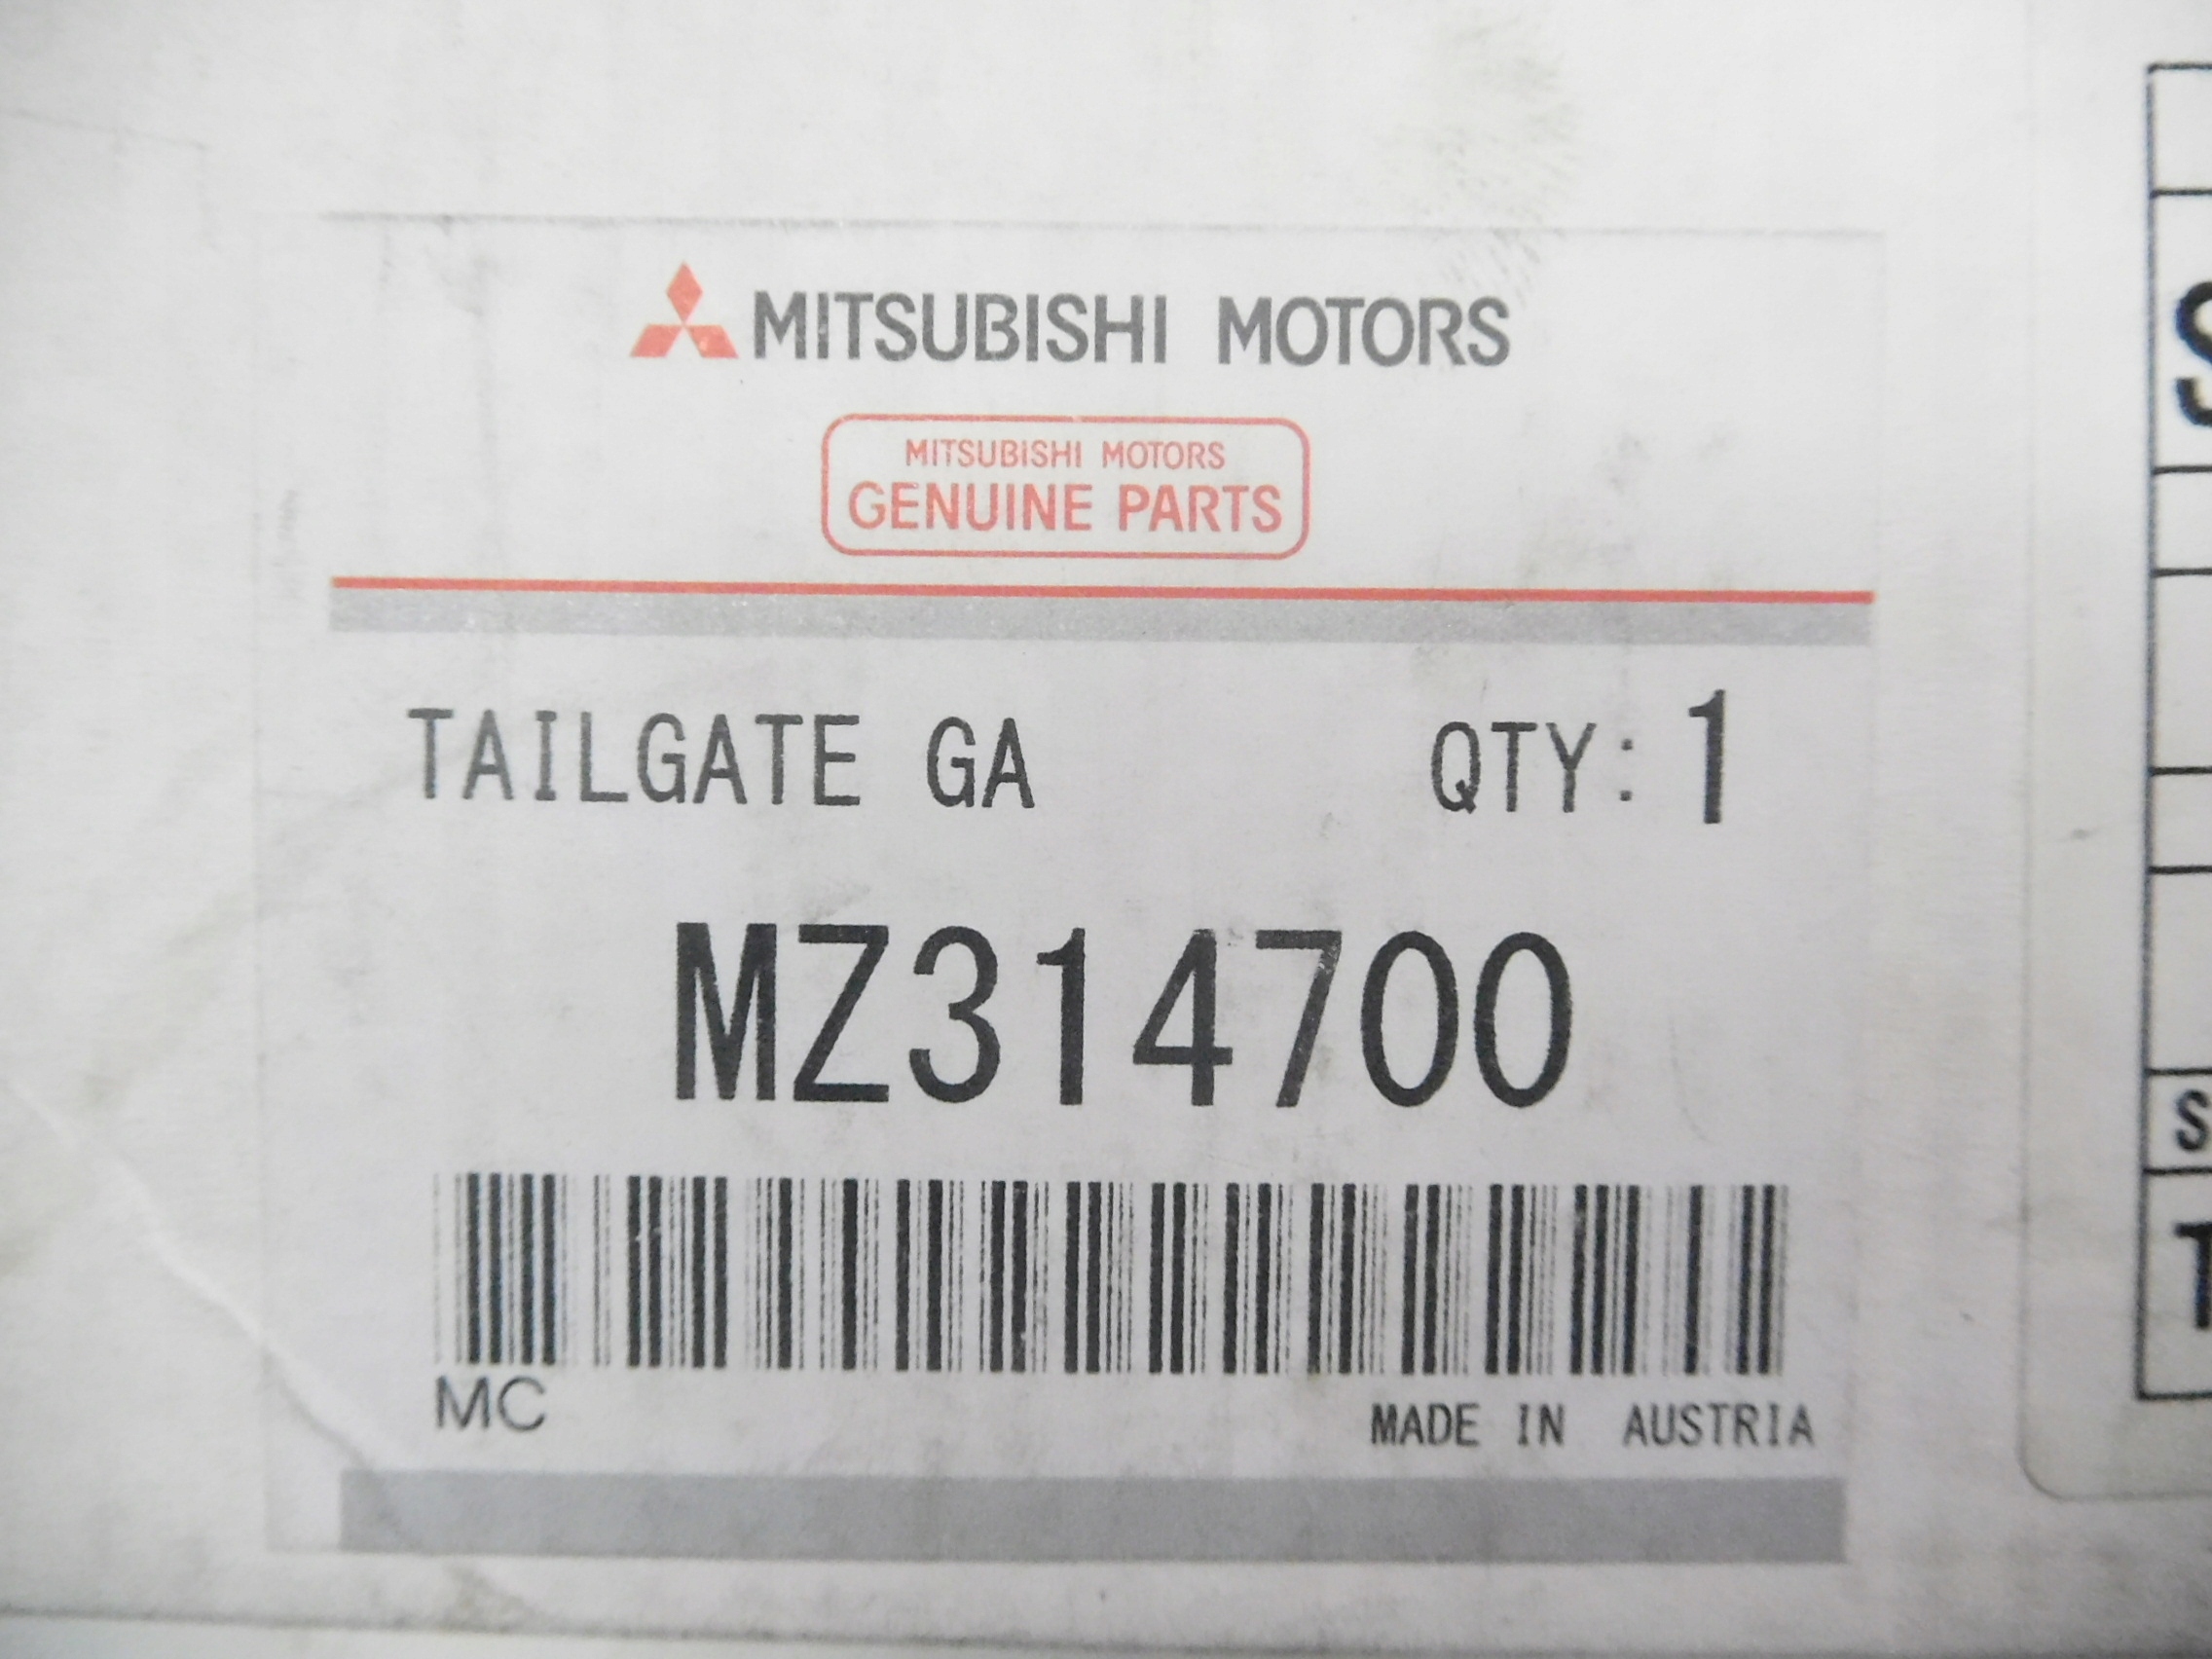 MITSUBISHI MOTORS
MITSUBISHI MOTORS
GENUINE PARTS
TAILGATE GA QTY: 1
MZ314700
MC MADE IN AUSTRIA